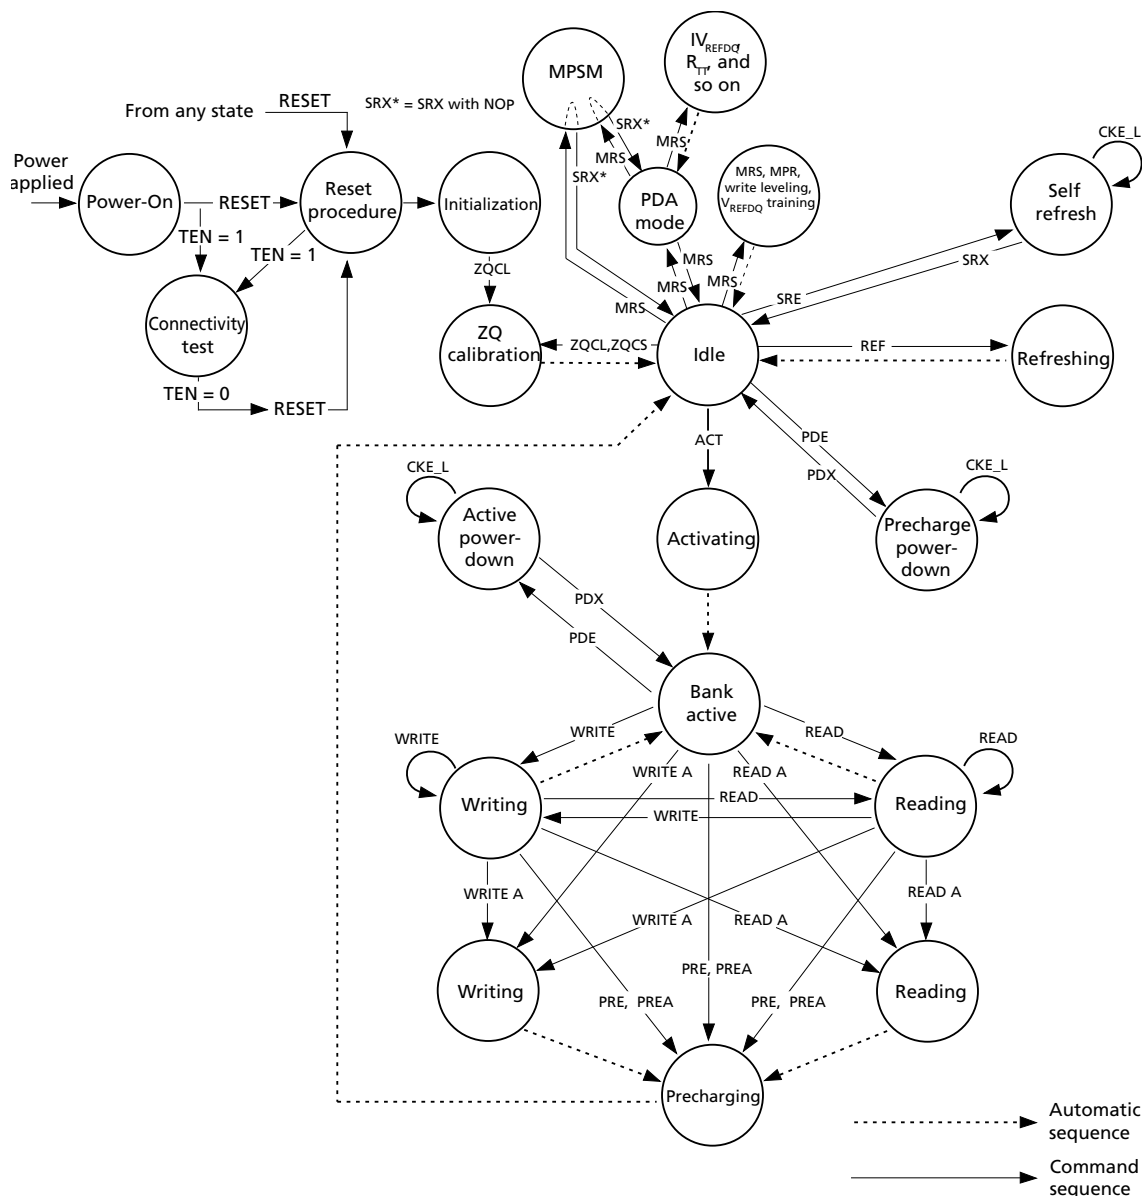 IV_REFDQ,
R_TT, and
so on
MPSM
SRX* = SRX with NOP
From any state
RESET
SRX*
MRS
MRS
CKE_L
Power
applied
Power-On
RESET
Reset
procedure
Initialization
SRX*
PDA
mode
MRS, MPR,
write leveling,
V_REFDQ training
Self
refresh
TEN = 1
TEN = 1
ZQCL
MRS
MRS
MRS
SRX
SRE
MRS
Connectivity
test
ZQ
calibration
ZQCL,ZQCS
Idle
REF
Refreshing
TEN = 0
RESET
ACT
PDE
PDX
CKE_L
CKE_L
Active
power-
down
Activating
Precharge
power-
down
PDX
PDE
Bank
active
WRITE
WRITE
READ
READ
WRITE A
READ A
Writing
READ
WRITE
Reading
WRITE A
READ A
WRITE A
READ A
PRE, PREA
Writing
Reading
PRE, PREA
PRE, PREA
Precharging
Automatic
sequence
Command
sequence